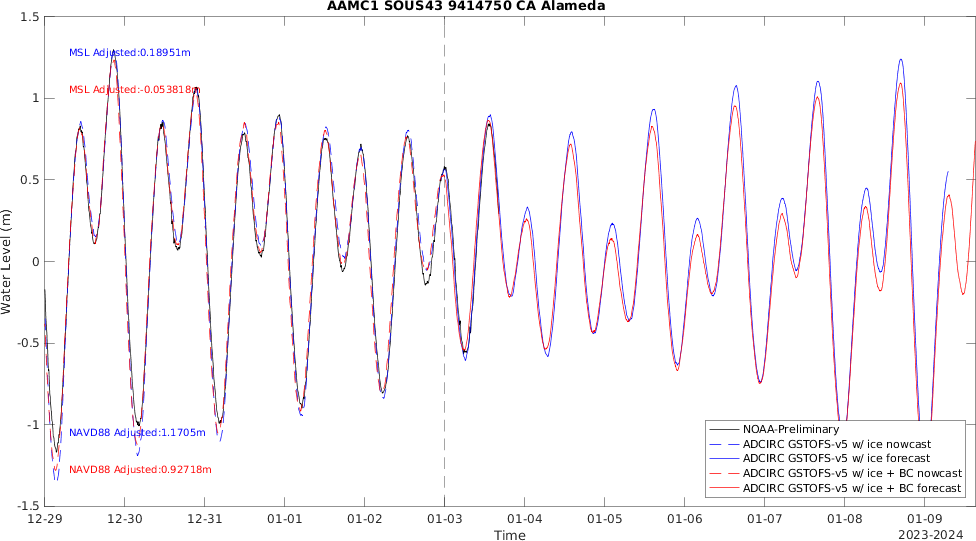 AAMC1 SOUS43 9414750 CA Alameda
1.5
1
0.5
0
-0.5
-1
-1.5
Water Level (m)
MSL Adjusted:0.18951m
MSL Adjusted:-0.053818m
NAVD88 Adjusted:1.1705m
NAVD88 Adjusted:0.92718m
NOAA-Preliminary
ADCIRC GSTOFS-v5 w/ ice nowcast
ADCIRC GSTOFS-v5 w/ ice forecast
ADCIRC GSTOFS-v5 w/ ice + BC nowcast
ADCIRC GSTOFS-v5 w/ ice + BC forecast
12-29 12-30 12-31 01-01 01-02 01-03 01-04 01-05 01-06 01-07 01-08 01-09
Time
2023-2024